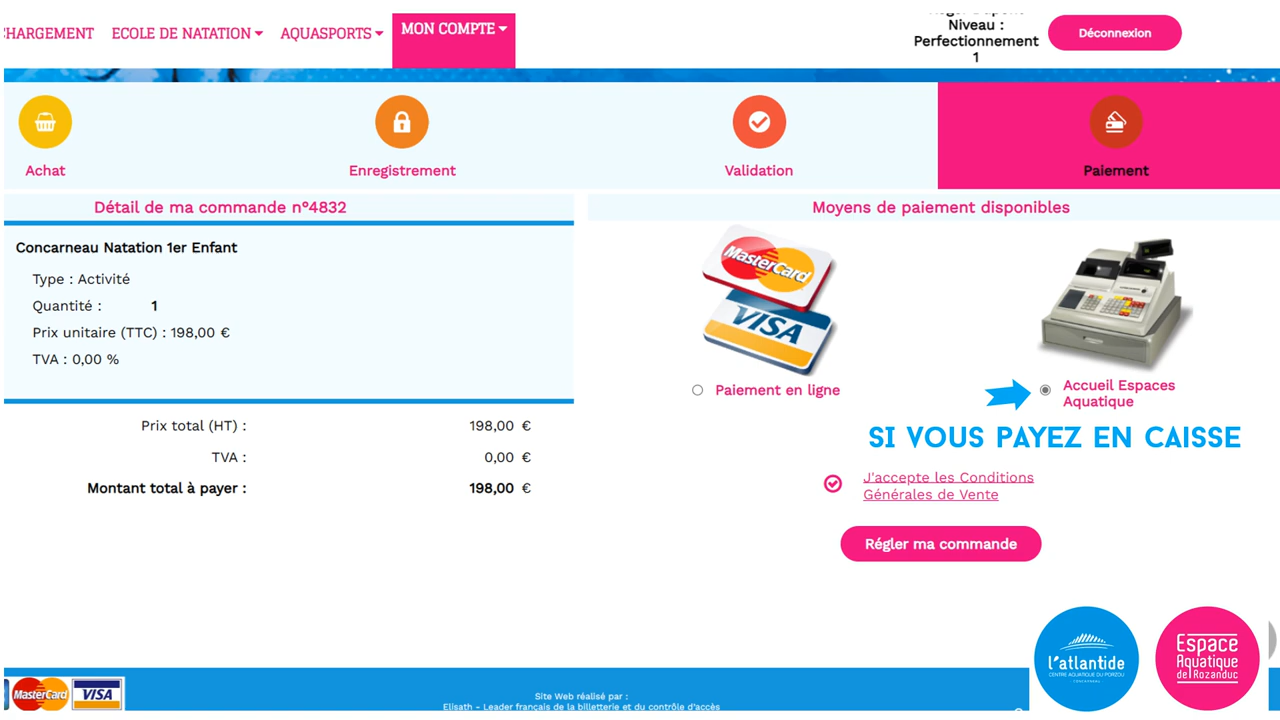 CHARGEMENT
ECOLE DE NATATION
AQUASPORTS
MON COMPTE
Niveau :
Perfectionnement
1
Déconnexion
Achat
Enregistrement
Validation
Paiement
Détail de ma commande n°4832
Moyens de paiement disponibles
Concarneau Natation 1er Enfant
Type : Activité
Quantité : 1
Prix unitaire (TTC) : 198,00 €
TVA : 0,00 %
MasterCard
VISA
Paiement en ligne
Accueil Espaces
Aquatique
SI VOUS PAYEZ EN CAISSE
Prix total (HT) : 198,00 €
TVA : 0,00 €
Montant total à payer : 198,00 €
J'accepte les Conditions
Générales de Vente
Régler ma commande
l'atlantide
CENTRE AQUATIQUE DU PORZOU
CONCARNEAU
Espace
Aquatique
de Rozanduc
MasterCard
VISA
Site Web réalisé par :
Elisath - Leader français de la billetterie et du contrôle d'accès